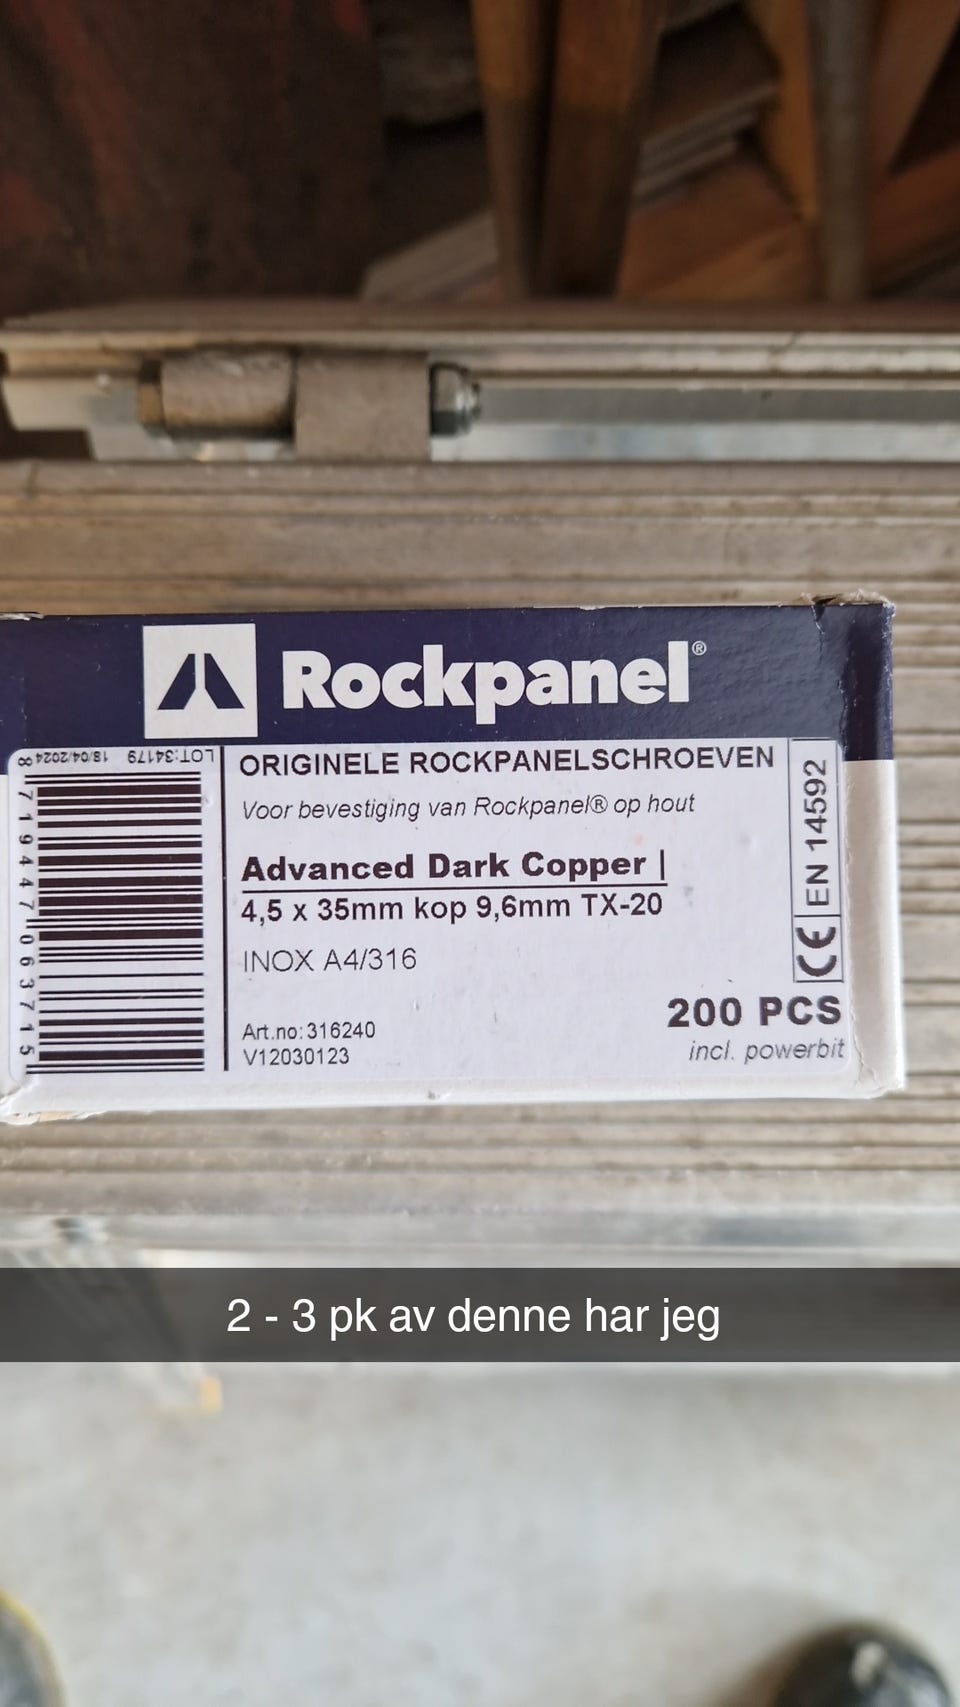 Rockpanel®
LOT:34179 18/04/2024
8 719447 063715
ORIGINELE ROCKPANELSCHROEVEN
Voor bevestiging van Rockpanel® op hout
Advanced Dark Copper |
4,5 x 35mm kop 9,6mm TX-20
INOX A4/316
Art.no:316240
V12030123
200 PCS
incl. powerbit
CE EN 14592
2 - 3 pk av denne har jeg